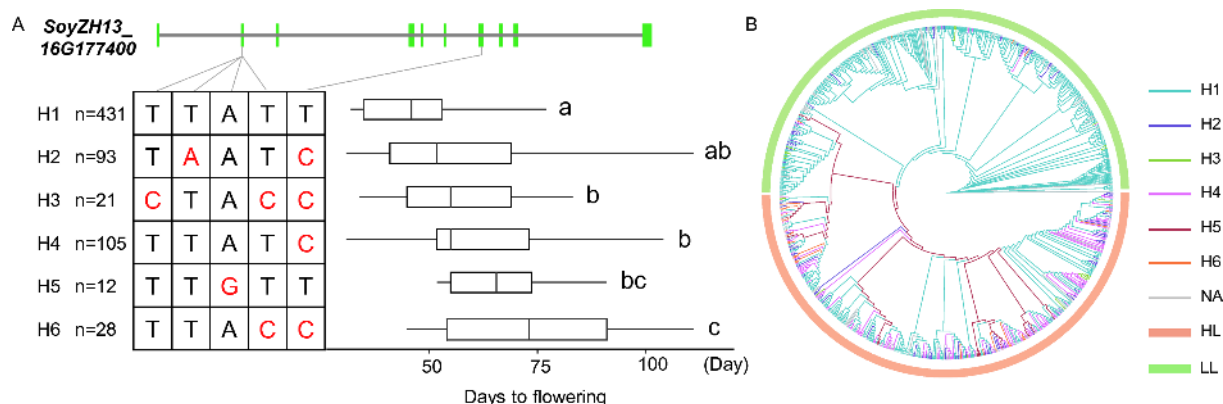 A
SoyZH13_
16G177400
H1 n=431 T T A T T a
H2 n=93 T A A T C ab
H3 n=21 C T A C C b
H4 n=105 T T A T C b
H5 n=12 T T G T T bc
H6 n=28 T T A C C c
50 75 100 (Day)
Days to flowering
B
H1
H2
H3
H4
H5
H6
NA
HL
LL